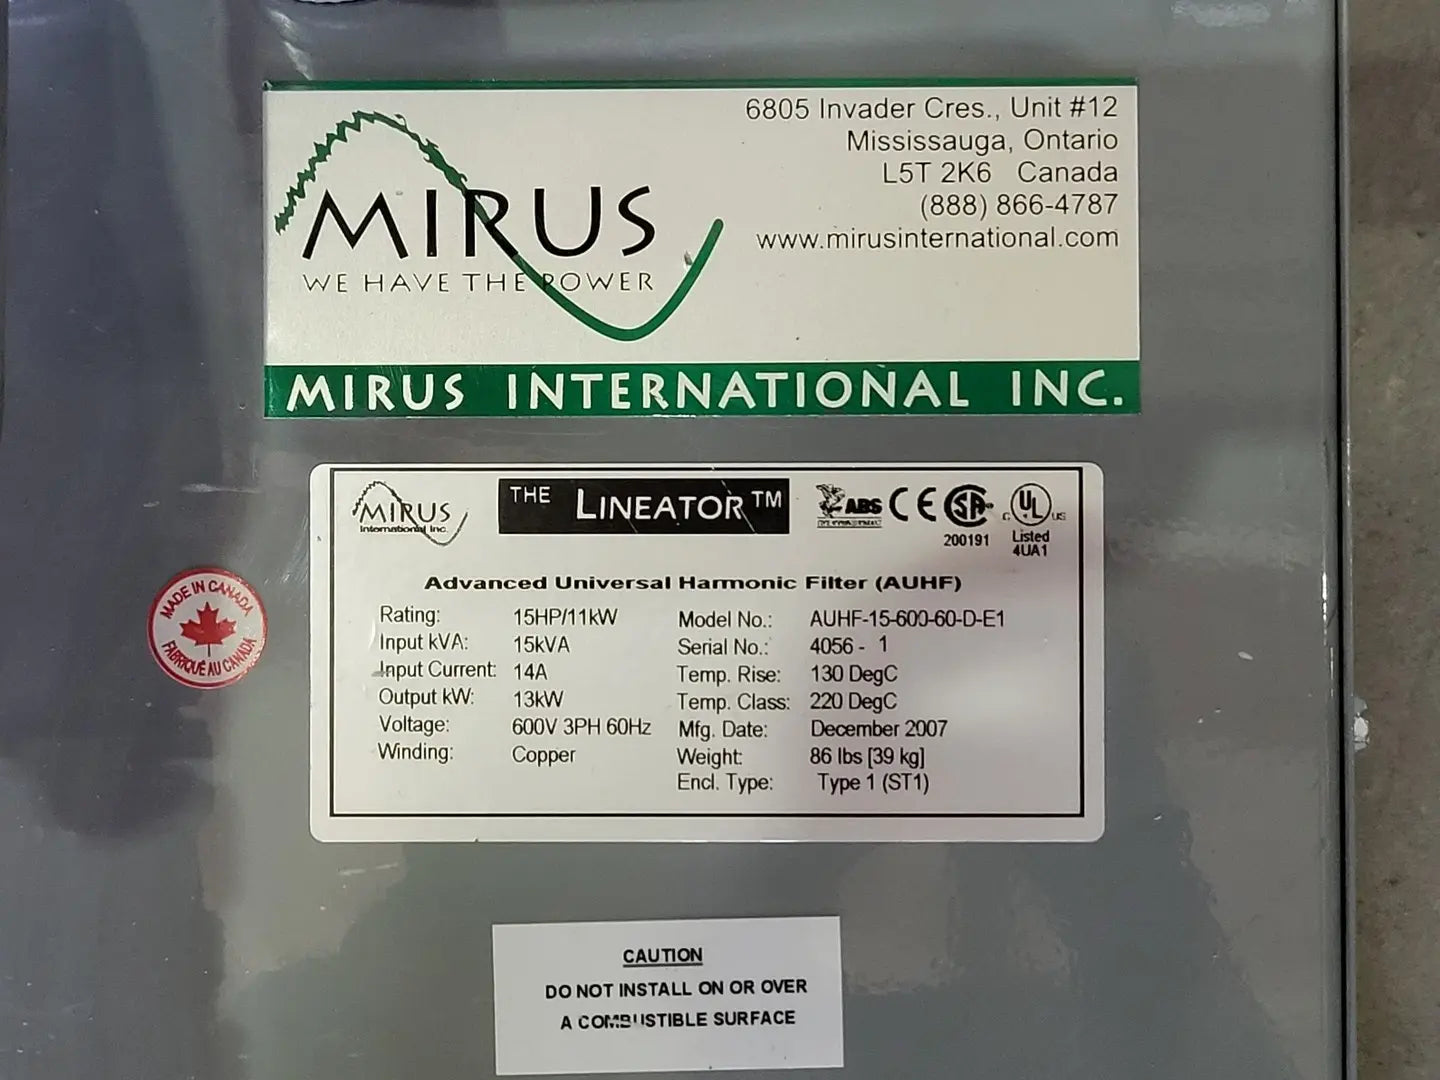 6805 Invader Cres., Unit #12
Mississauga, Ontario
L5T 2K6 Canada
(888) 866-4787
www.mirusinternational.com
MIRUS
WE HAVE THE POWER
MIRUS INTERNATIONAL INC.
MIRUS
International Inc.
THE LINEATOR™
ABS CE SA
200191
C UL US
Listed
4UA1
Advanced Universal Harmonic Filter (AUHF)
Rating: 15HP/11kW Model No.: AUHF-15-600-60-D-E1
Input kVA: 15kVA Serial No.: 4056 - 1
Input Current: 14A Temp. Rise: 130 DegC
Output kW: 13kW Temp. Class: 220 DegC
Voltage: 600V 3PH 60Hz Mfg. Date: December 2007
Winding: Copper Weight: 86 lbs [39 kg]
Encl. Type: Type 1 (ST1)
MADE IN CANADA
FABRIQUÉ AU CANADA
CAUTION
DO NOT INSTALL ON OR OVER
A COMBUSTIBLE SURFACE